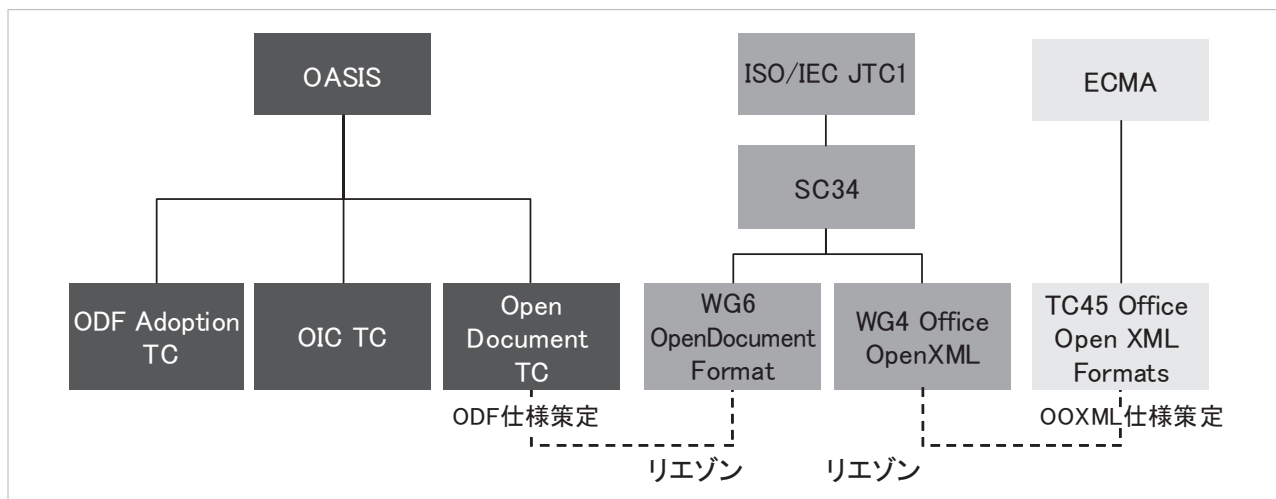 OASIS
ISO/IEC JTC1
ECMA
SC34
ODF Adoption
TC
OIC TC
Open
Document
TC
WG6
OpenDocument
Format
WG4 Office
OpenXML
TC45 Office
Open XML
Formats
ODF仕様策定
OOXML仕様策定
リエゾン
リエゾン